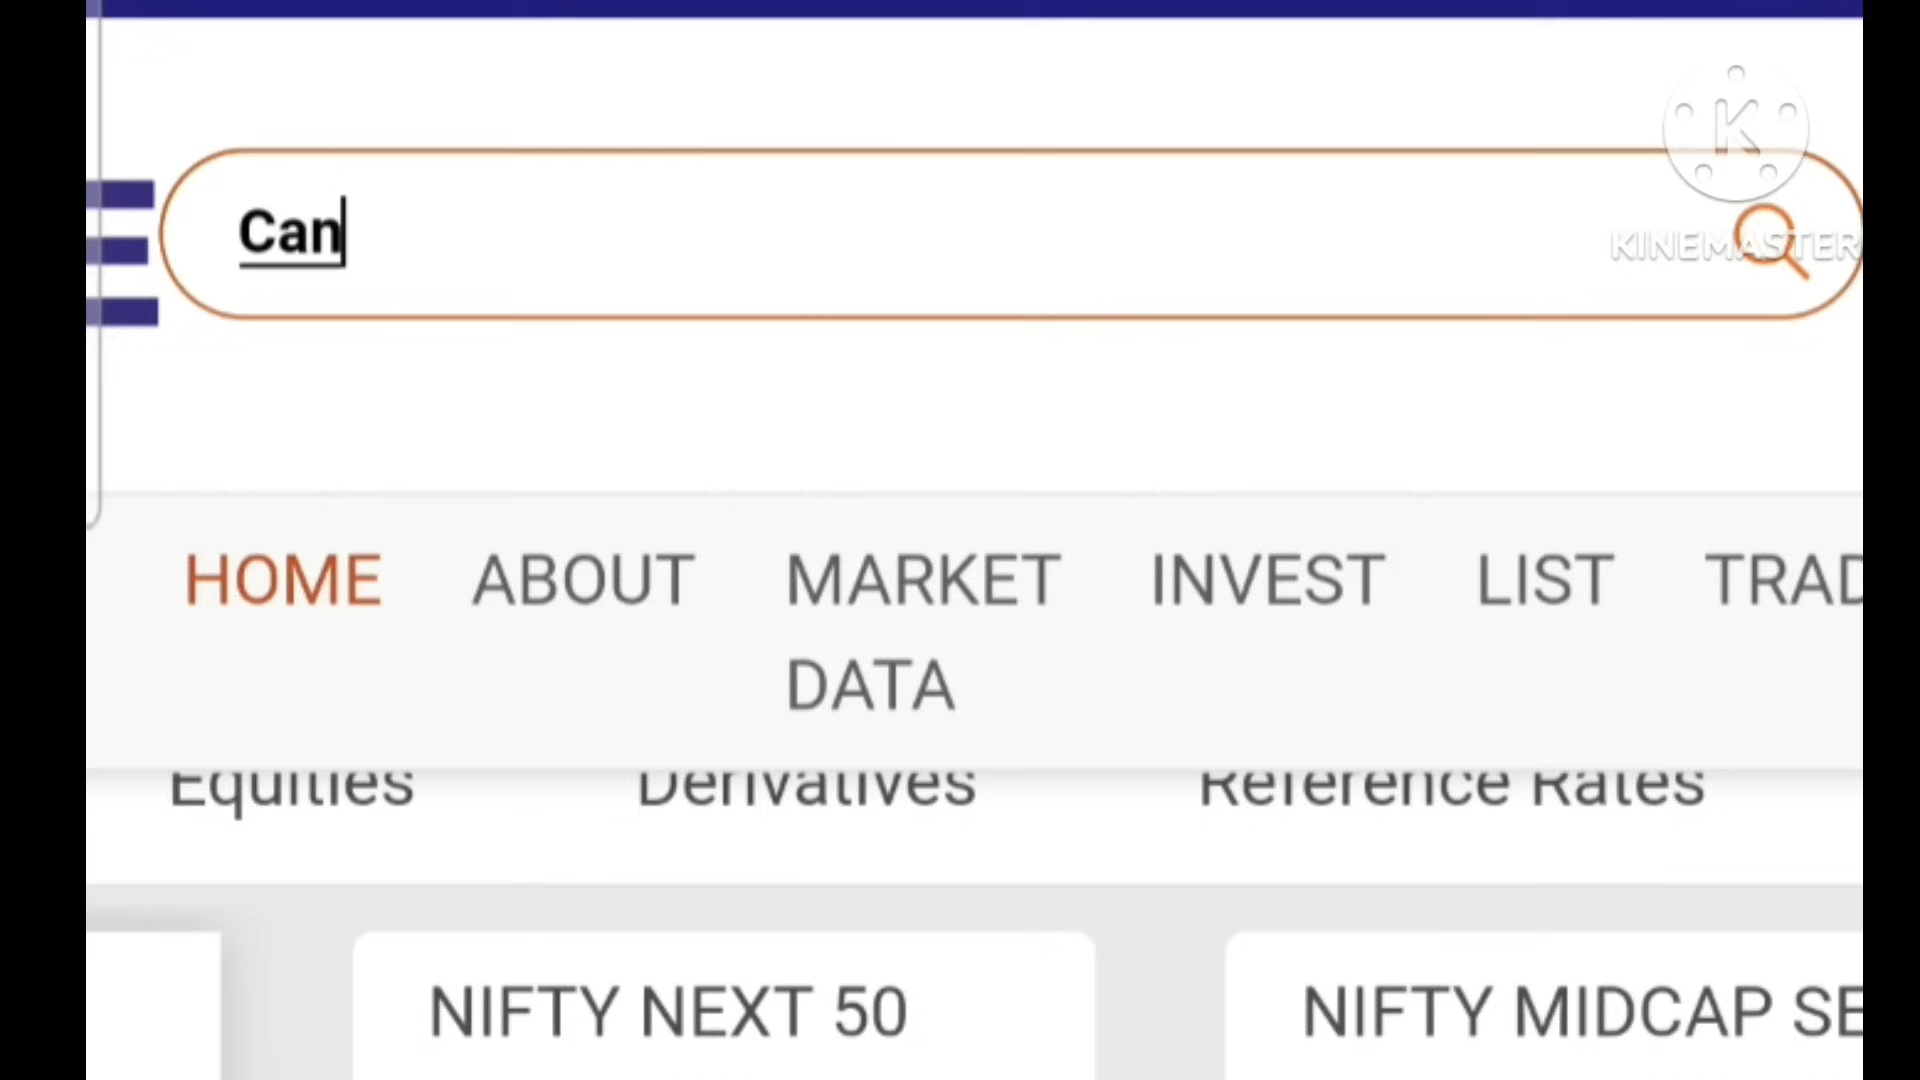 Can
KINEMASTER
HOME ABOUT MARKET INVEST LIST TRAD
DATA
Equities Derivatives Reference Rates
NIFTY NEXT 50 NIFTY MIDCAP SE